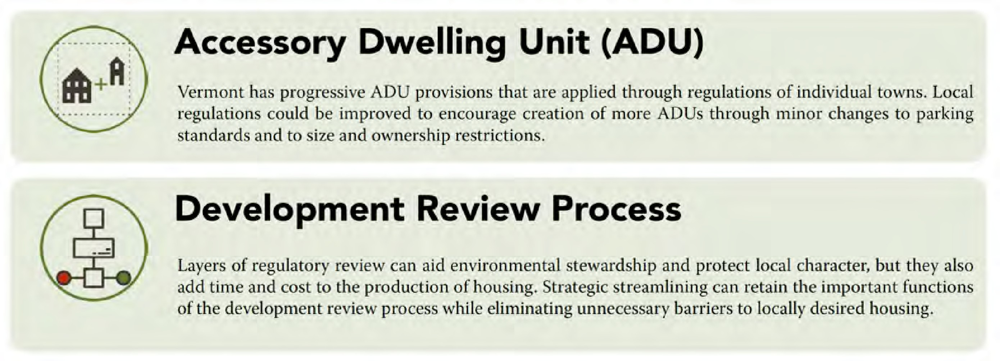 Accessory Dwelling Unit (ADU)
Vermont has progressive ADU provisions that are applied through regulations of individual towns. Local
regulations could be improved to encourage creation of more ADUs through minor changes to parking
standards and to size and ownership restrictions.
Development Review Process
Layers of regulatory review can aid environmental stewardship and protect local character, but they also
add time and cost to the production of housing. Strategic streamlining can retain the important functions
of the development review process while eliminating unnecessary barriers to locally desired housing.